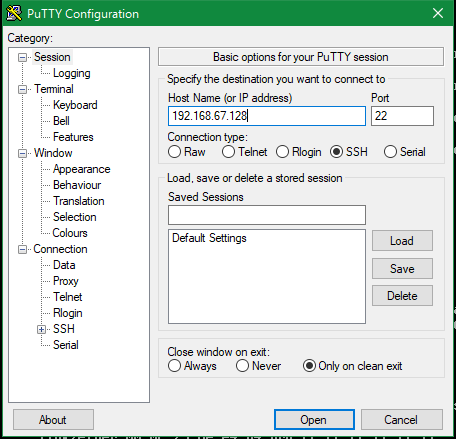 PuTTY Configuration
Category:
Session
Logging
Terminal
Keyboard
Bell
Features
Window
Appearance
Behaviour
Translation
Selection
Colours
Connection
Data
Proxy
Telnet
Rlogin
SSH
Serial
Basic options for your PuTTY session
Specify the destination you want to connect to
Host Name (or IP address) Port
192.168.67.128 22
Connection type:
Raw Telnet Rlogin SSH Serial
Load, save or delete a stored session
Saved Sessions
Default Settings
Load
Save
Delete
Close window on exit:
Always Never Only on clean exit
About Open Cancel